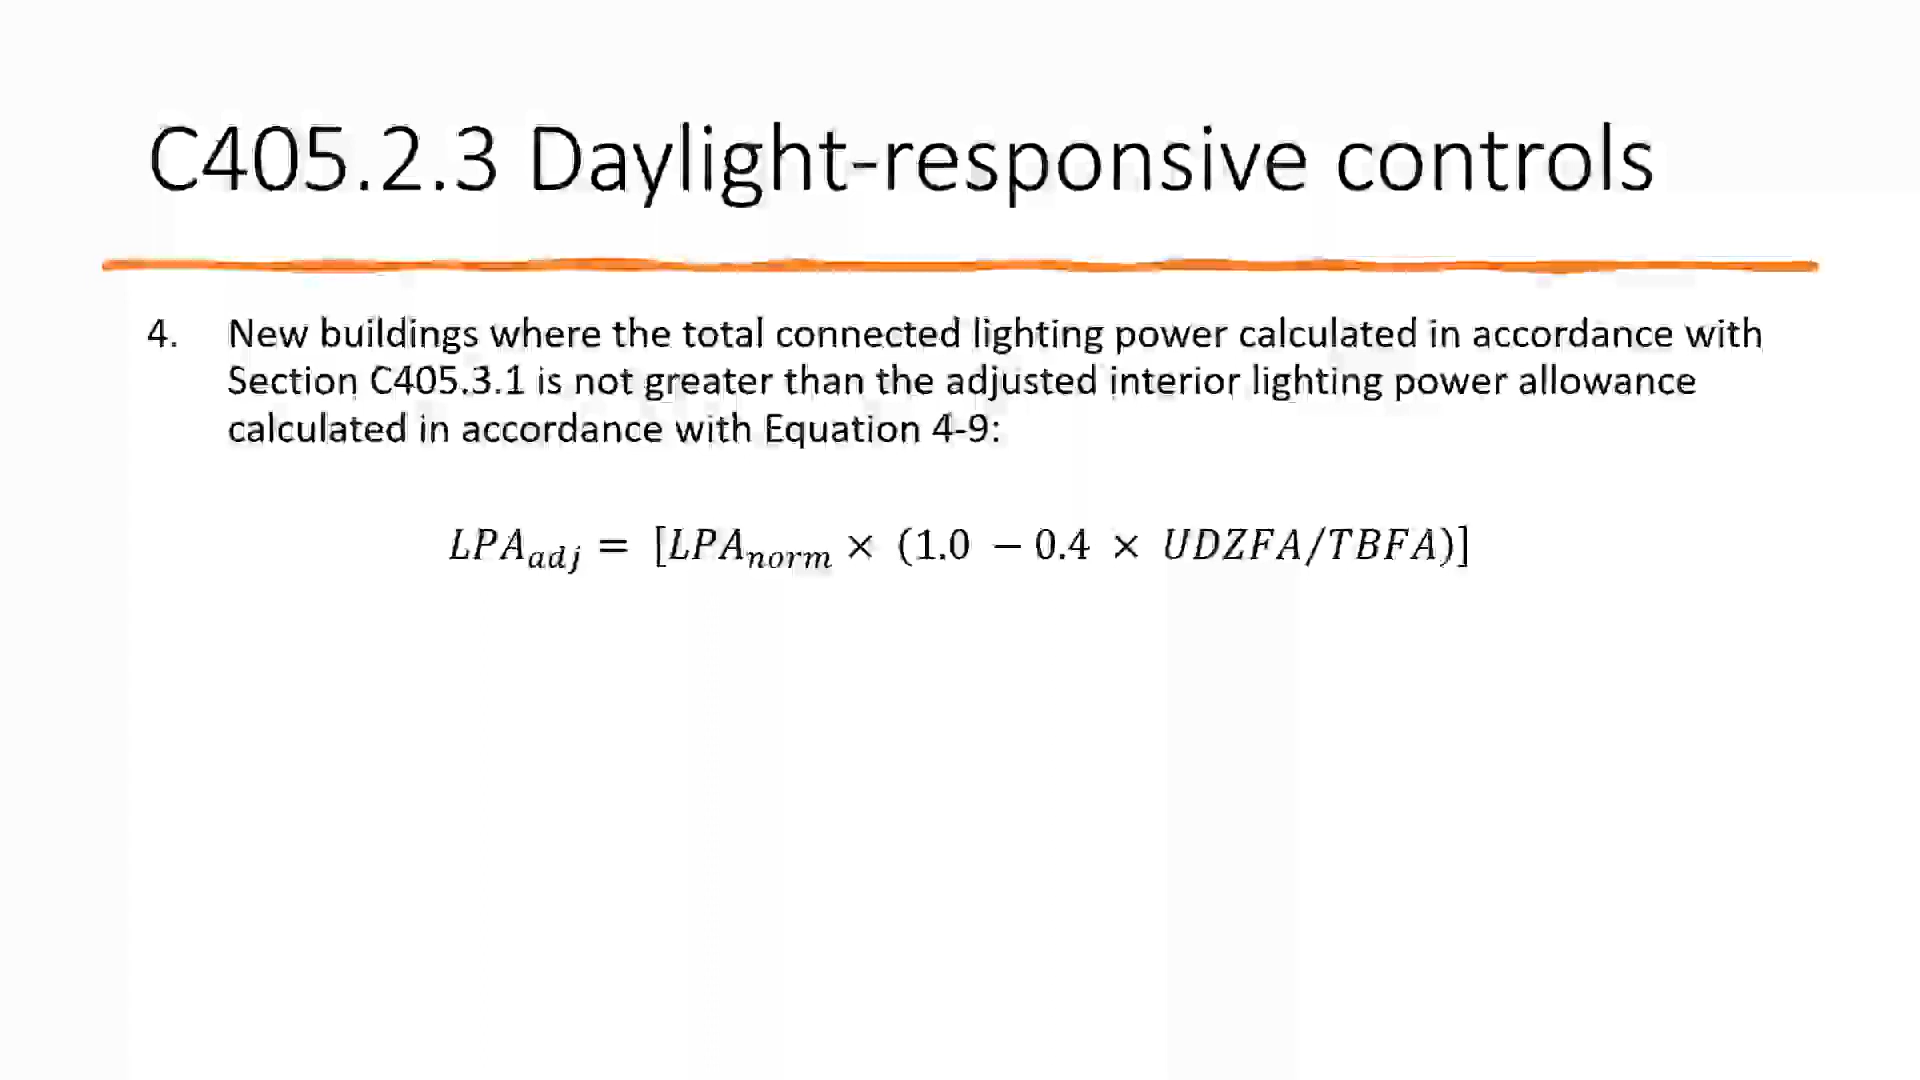 C405.2.3 Daylight-responsive controls
4. New buildings where the total connected lighting power calculated in accordance with
Section C405.3.1 is not greater than the adjusted interior lighting power allowance
calculated in accordance with Equation 4-9:
LPA_adj = [LPA_norm × (1.0 – 0.4 × UDZFA/TBFA)]